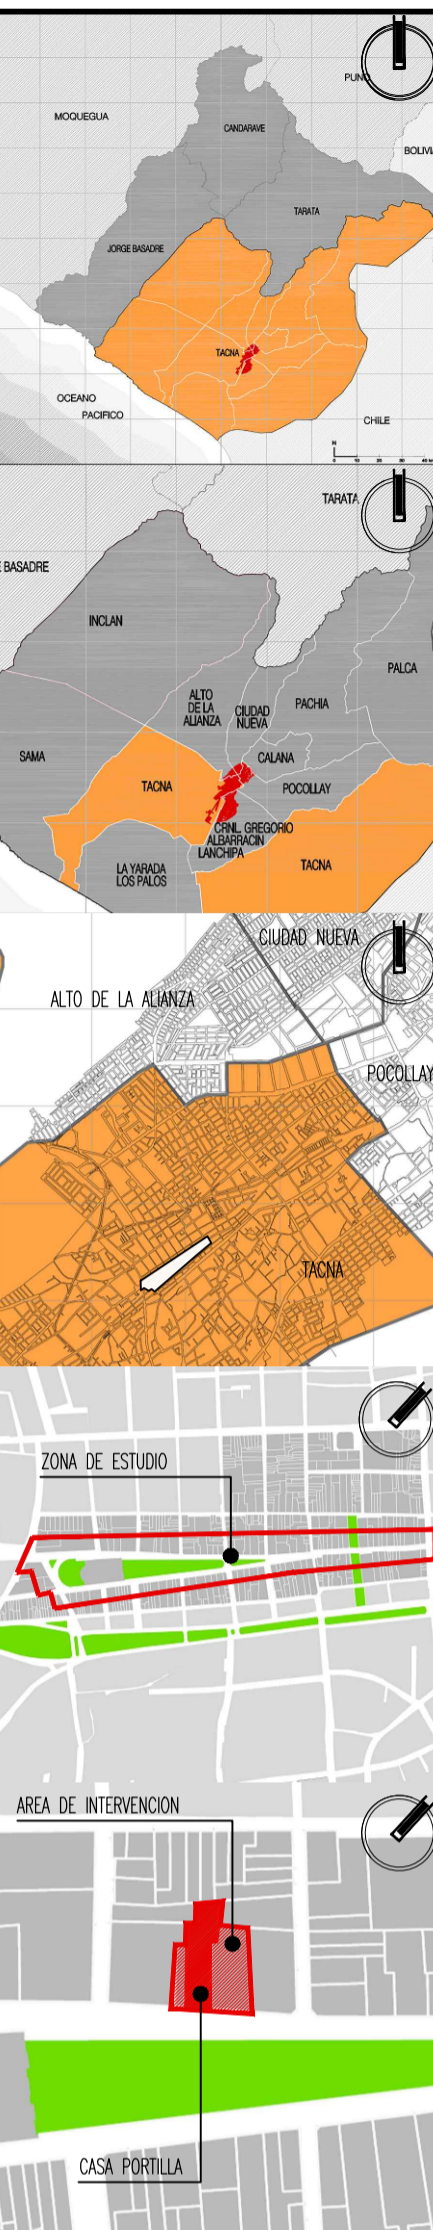 PUNO
MOQUEGUA
CANDARAVE
BOLIVIA
TARATA
JORGE BASADRE
TACNA
OCEANO
PACIFICO
CHILE
N
TARATA
E BASADRE
INCLAN
PALCA
ALTO
DE LA
ALIANZA
CIUDAD
NUEVA
PACHIA
SAMA
CALANA
TACNA
POCOLLAY
CRNL. GREGORIO
ALBARRACIN
LANCHIPA
LA YARADA
LOS PALOS
TACNA
CIUDAD NUEVA
ALTO DE LA ALIANZA
POCOLLAY
TACNA
ZONA DE ESTUDIO
AREA DE INTERVENCION
CASA PORTILLA